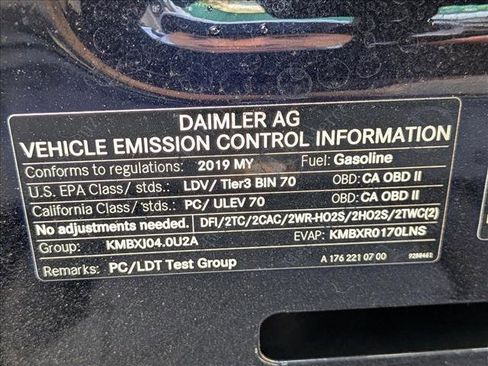 DAIMLER AG
VEHICLE EMISSION CONTROL INFORMATION
Conforms to regulations: 2019 MY Fuel: Gasoline
U.S. EPA Class/ stds.: LDV/ Tier3 BIN 70 OBD: CA OBD II
California Class/ stds.: PC/ ULEV 70 OBD: CA OBD II
No adjustments needed. DFI/2TC/2CAC/2WR-HO2S/2HO2S/2TWC(2)
Group: KMBXJ04.0U2A EVAP: KMBXR0170LNS
Remarks: PC/LDT Test Group A 176 221 07 00